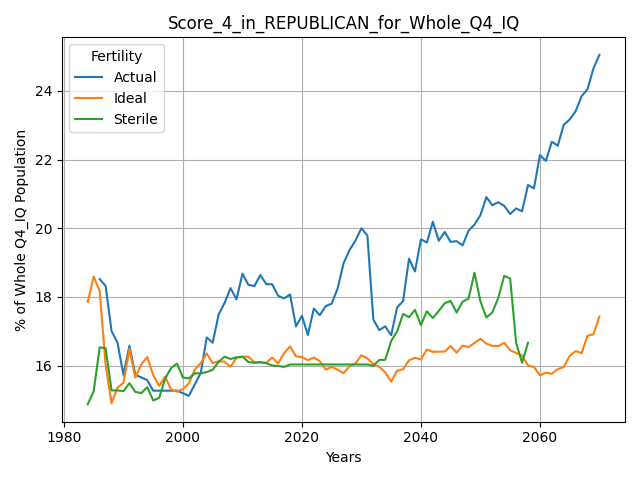 Score_4_in_REPUBLICAN_for_Whole_Q4_IQ
Fertility
Actual
Ideal
Sterile
% of Whole Q4_IQ Population
24
22
20
18
16
1980
2000
2020
2040
2060
Years